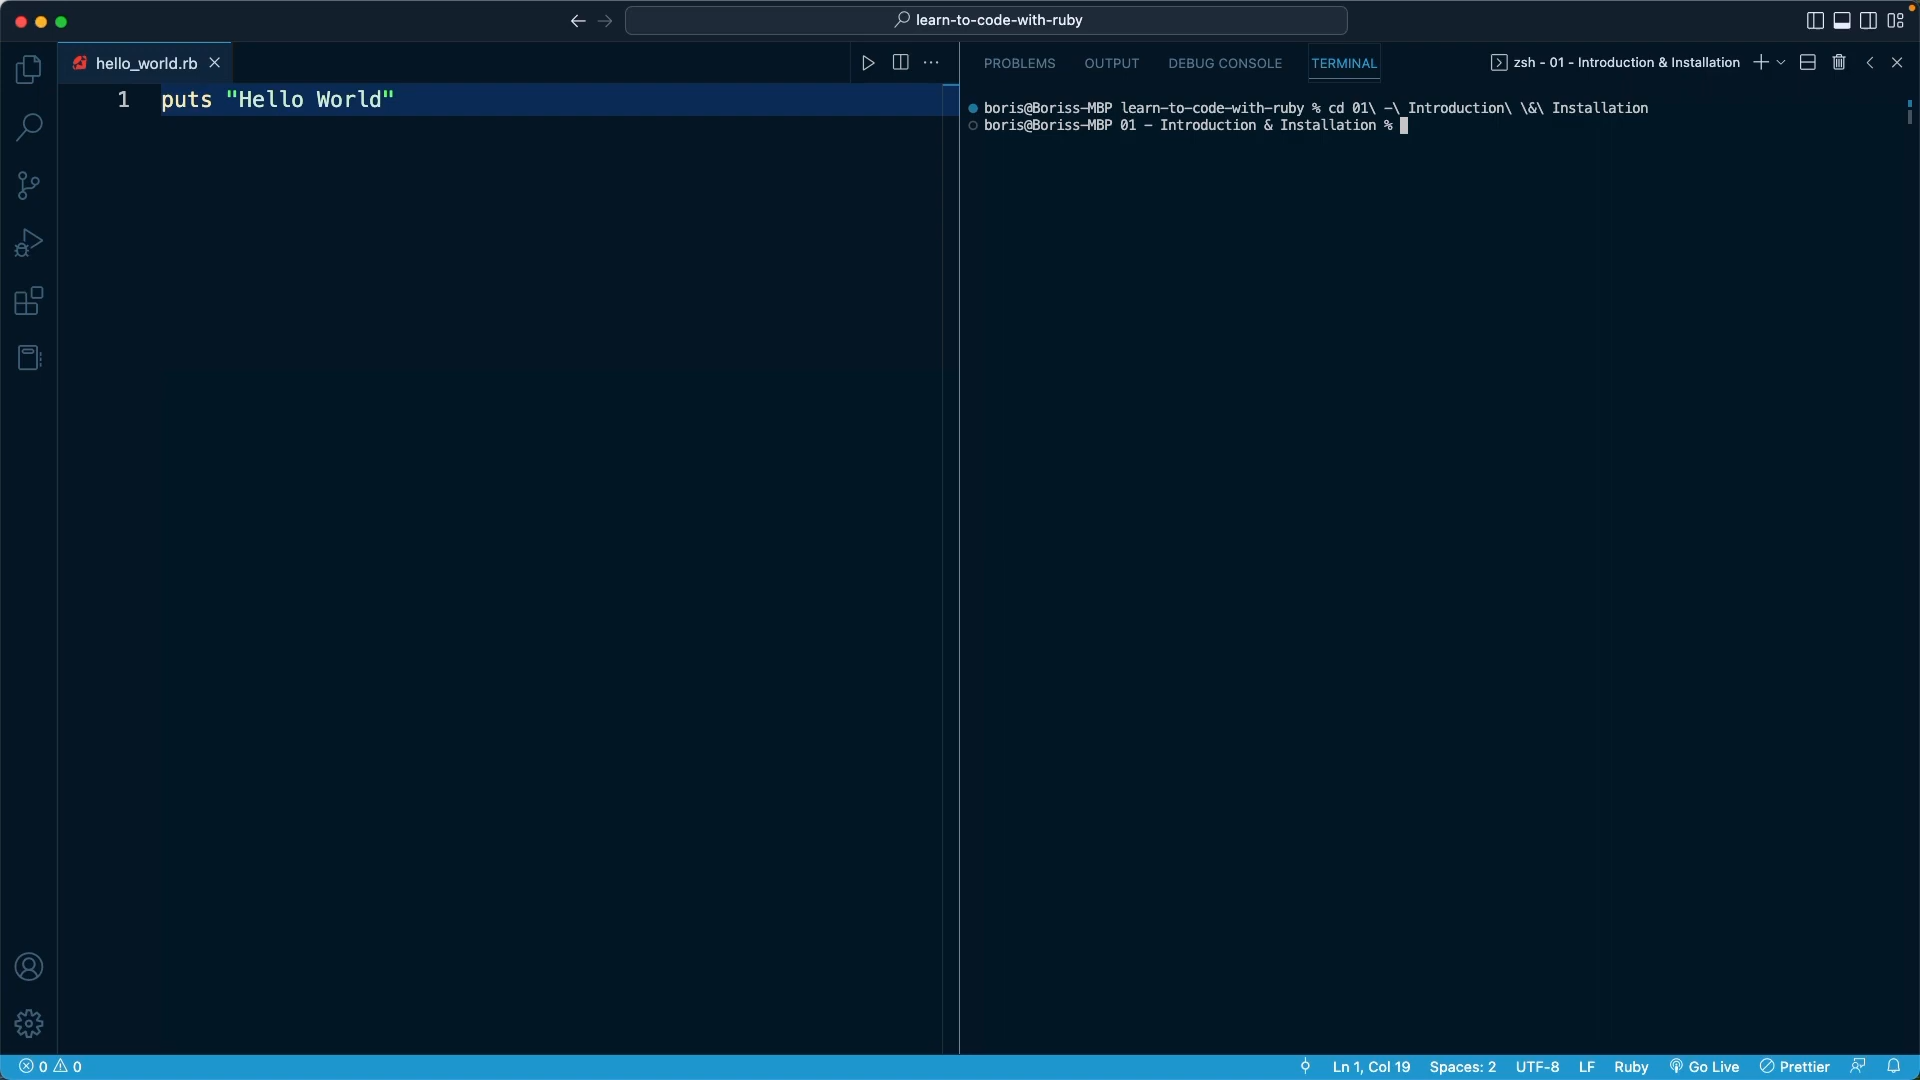 learn-to-code-with-ruby
hello_world.rb
1 puts "Hello World"
PROBLEMS OUTPUT DEBUG CONSOLE TERMINAL zsh - 01 - Introduction & Installation
boris@Boriss-MBP learn-to-code-with-ruby % cd 01\ -\ Introduction\ \&\ Installation
boris@Boriss-MBP 01 - Introduction & Installation %
0 0 Ln 1, Col 19 Spaces: 2 UTF-8 LF Ruby Go Live Prettier